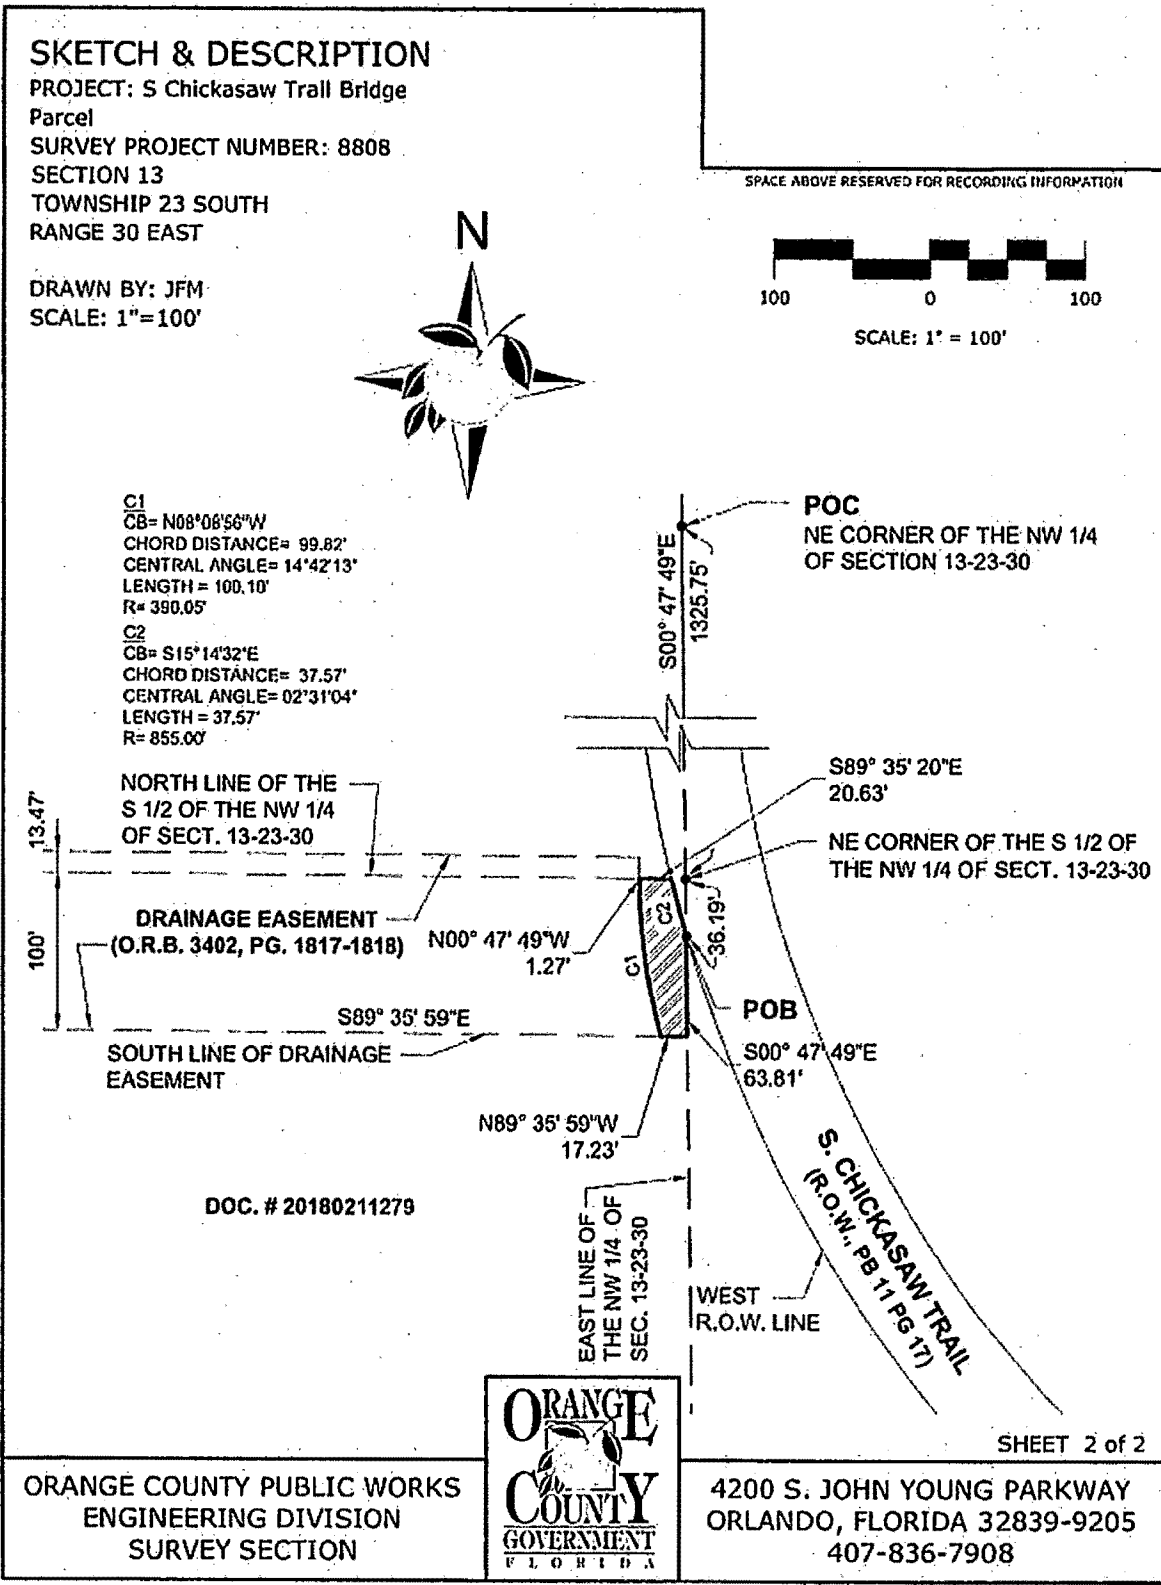 SKETCH & DESCRIPTION
PROJECT: S Chickasaw Trail Bridge
Parcel
SURVEY PROJECT NUMBER: 8808
SECTION 13
TOWNSHIP 23 SOUTH
RANGE 30 EAST
DRAWN BY: JFM
SCALE: 1"=100'
SPACE ABOVE RESERVED FOR RECORDING INFORMATION
N
100 0 100
SCALE: 1" = 100'
C1
CB= N08°08'56"W
CHORD DISTANCE= 99.82'
CENTRAL ANGLE= 14°42'13"
LENGTH = 100.10'
R= 390.05'
C2
CB= S15°14'32"E
CHORD DISTANCE= 37.57'
CENTRAL ANGLE= 02°31'04"
LENGTH = 37.57'
R= 855.00'
POC
NE CORNER OF THE NW 1/4
OF SECTION 13-23-30
S00° 47' 49"E
1325.75'
S89° 35' 20"E
20.63'
NORTH LINE OF THE
S 1/2 OF THE NW 1/4
OF SECT. 13-23-30
13.47'
NE CORNER OF THE S 1/2 OF
THE NW 1/4 OF SECT. 13-23-30
DRAINAGE EASEMENT
(O.R.B. 3402, PG. 1817-1818)
100'
N00° 47' 49"W
1.27'
C1
C2
36.19'
POB
S89° 35' 59"E
SOUTH LINE OF DRAINAGE
EASEMENT
S00° 47' 49"E
63.81'
N89° 35' 59"W
17.23'
DOC. # 20180211279
EAST LINE OF
THE NW 1/4 OF
SEC. 13-23-30
WEST
R.O.W. LINE
S. CHICKASAW TRAIL
(R.O.W., PB 11 PG 17)
SHEET 2 of 2
ORANGE COUNTY PUBLIC WORKS
ENGINEERING DIVISION
SURVEY SECTION
ORANGE
COUNTY
GOVERNMENT
FLORIDA
4200 S. JOHN YOUNG PARKWAY
ORLANDO, FLORIDA 32839-9205
407-836-7908